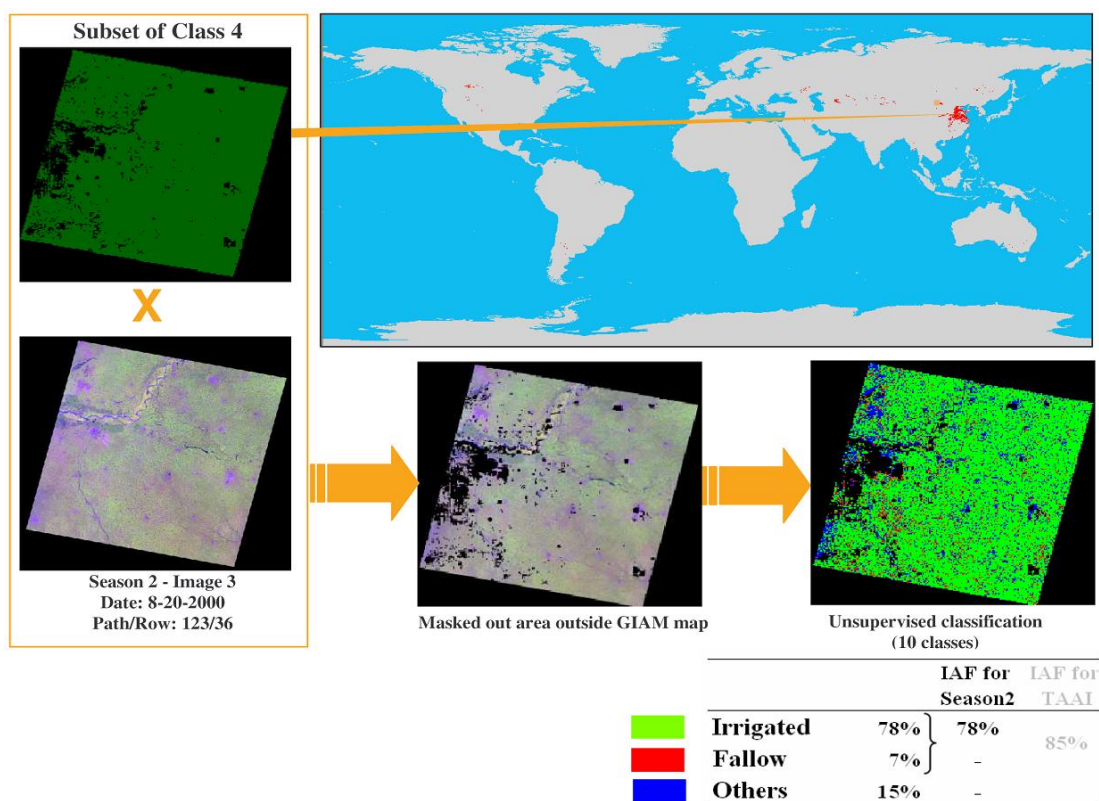 Subset of Class 4
X
Season 2 - Image 3
Date: 8-20-2000
Path/Row: 123/36
Masked out area outside GIAM map
Unsupervised classification
(10 classes)
IAF for IAF for
Season2 TAAI
Irrigated 78% 78%
85%
Fallow 7% -
Others 15% -